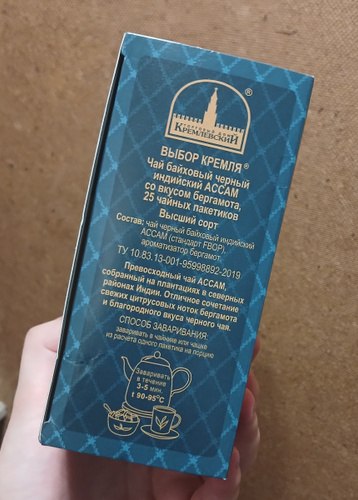 ®
ТОРГОВЫЙ ДОМ
КРЕМЛЕВСКИЙ
ВЫБОР КРЕМЛЯ®
Чай байховый черный
индийский АССАМ
со вкусом бергамота,
25 чайных пакетиков
Высший сорт
Состав: чай черный байховый индийский
АССАМ (стандарт FBOP),
ароматизатор бергамот.
ТУ 10.83.13-001-95998892-2019
Превосходный чай АССАМ,
собранный на плантациях в северных
районах Индии. Отличное сочетание
свежих цитрусовых ноток бергамота
и благородного вкуса черного чая.
СПОСОБ ЗАВАРИВАНИЯ:
заваривать в чайнике или чашке
из расчета одного пакетика на порцию
Заваривать
в течение
3-5 мин.
t 90-95°C